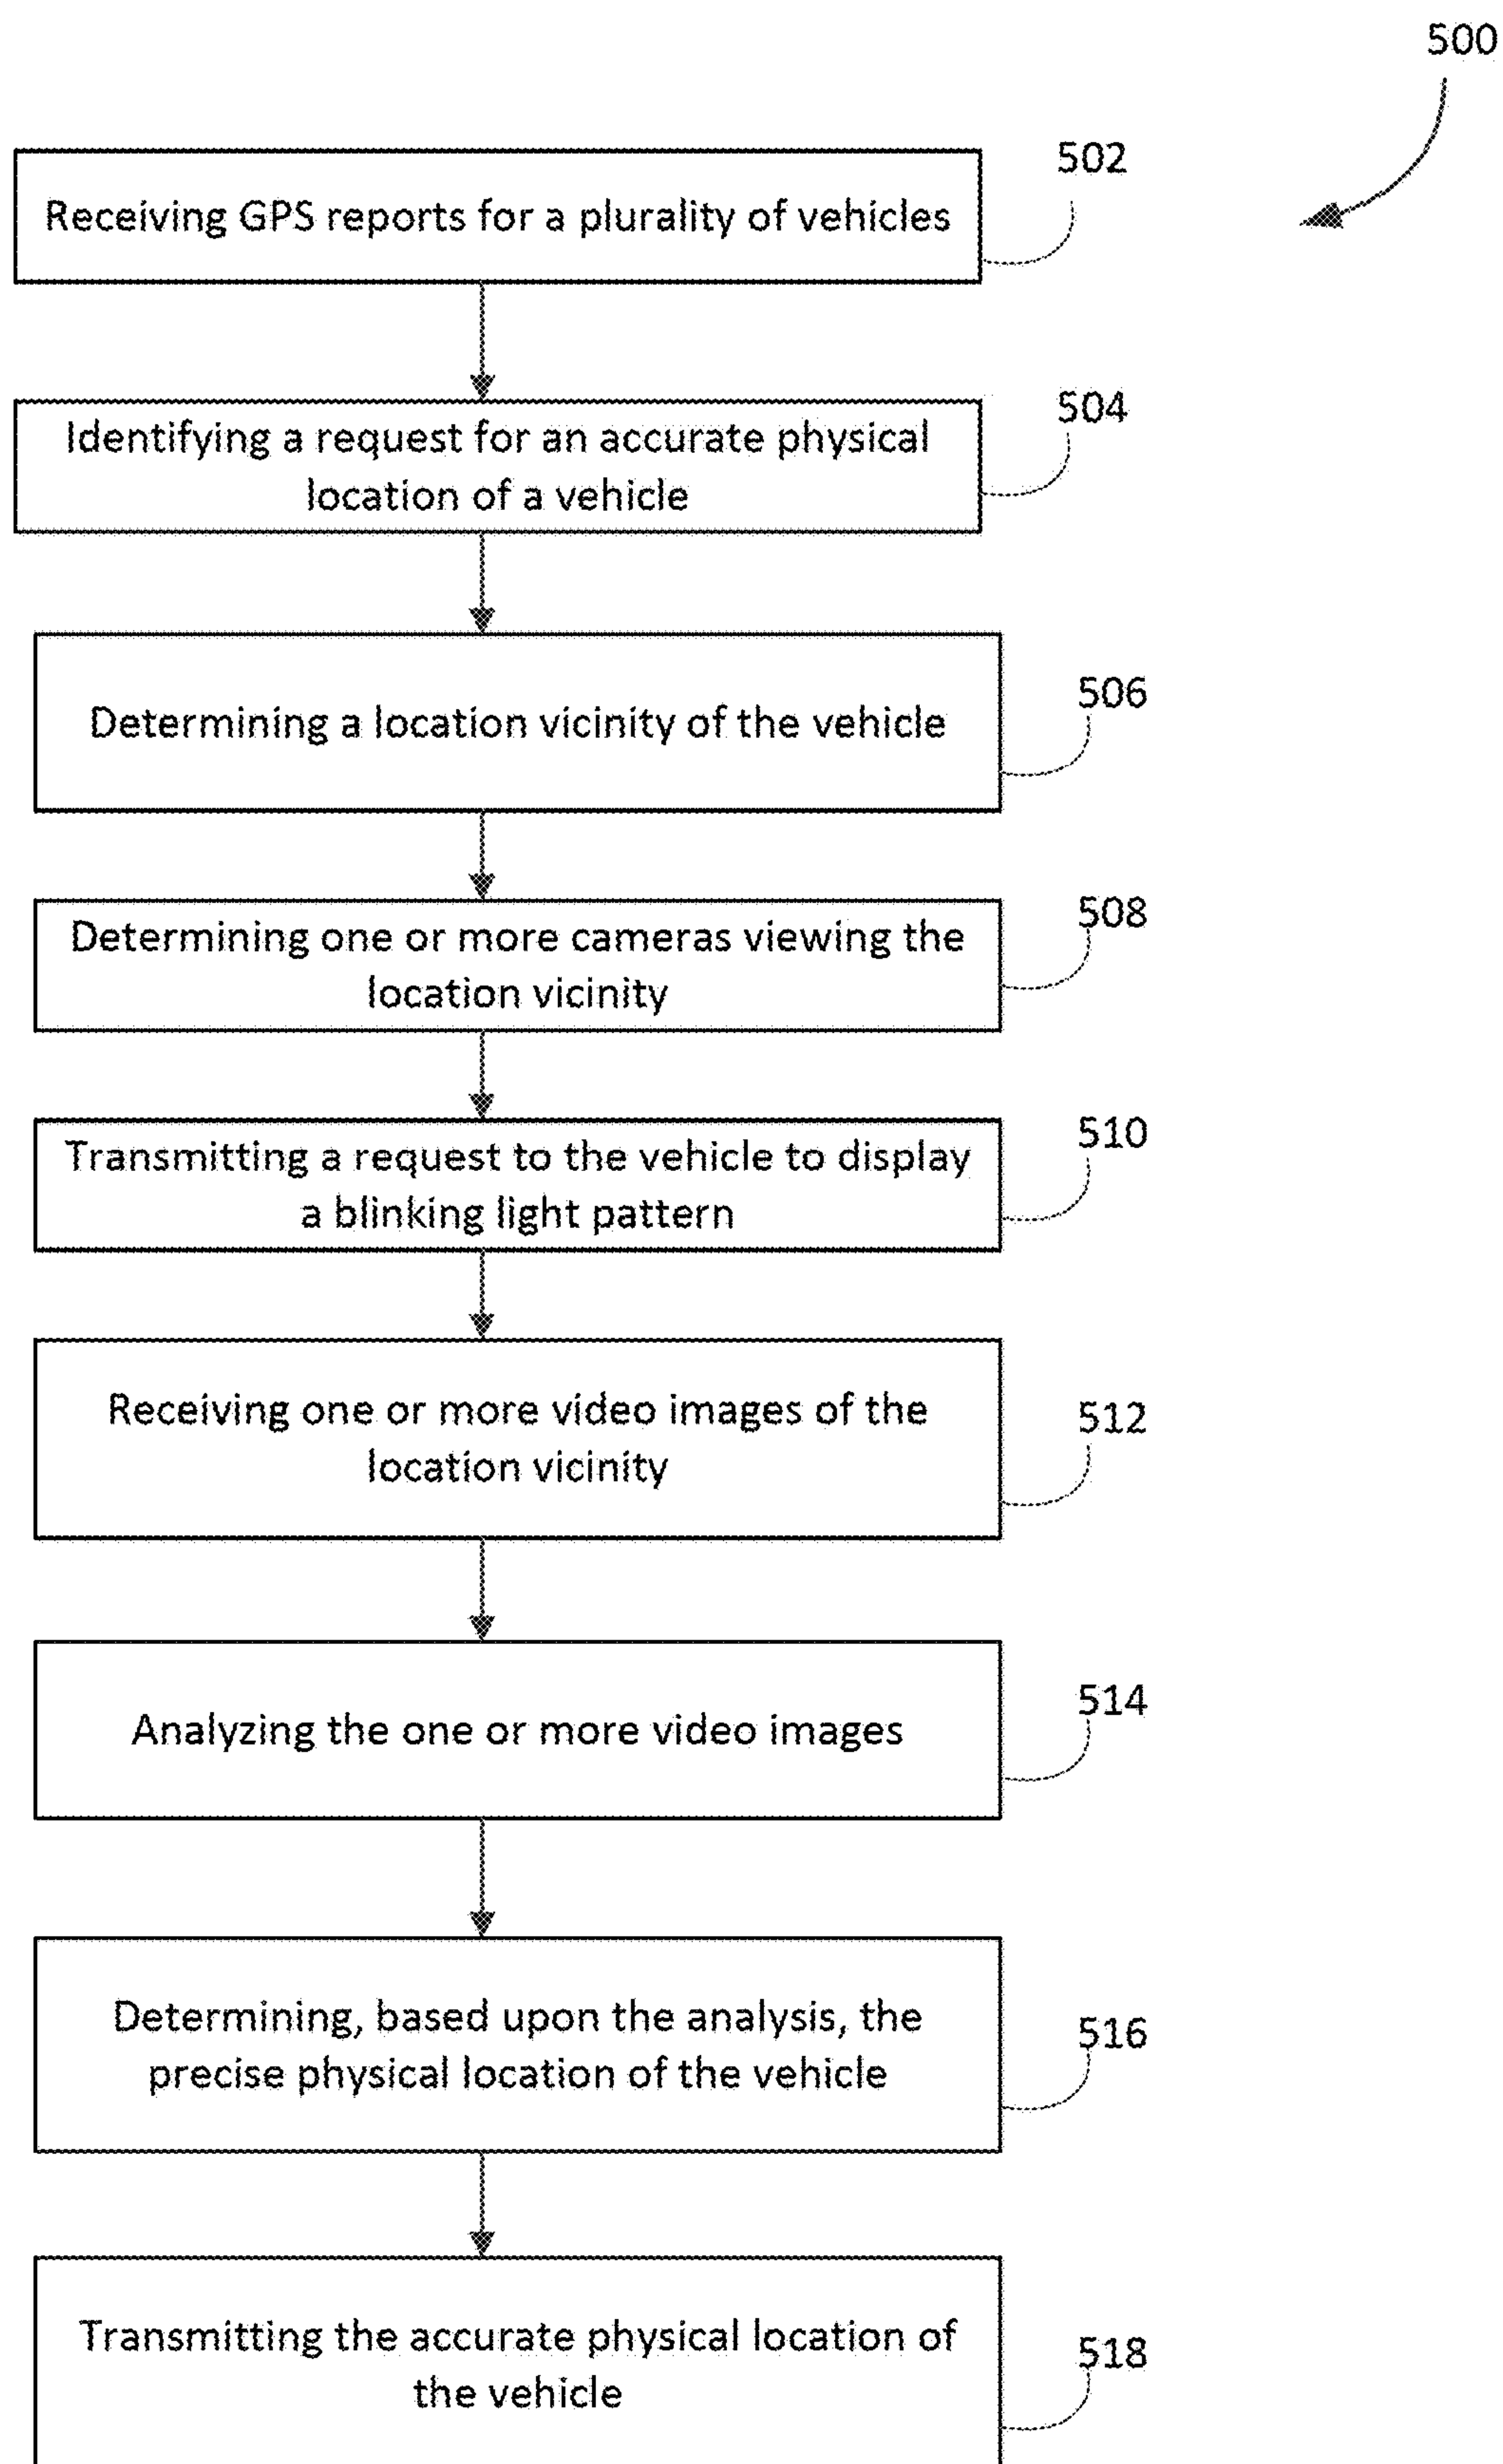 500
502
Receiving GPS reports for a plurality of vehicles
504
Identifying a request for an accurate physical
location of a vehicle
506
Determining a location vicinity of the vehicle
508
Determining one or more cameras viewing the
location vicinity
510
Transmitting a request to the vehicle to display
a blinking light pattern
512
Receiving one or more video images of the
location vicinity
514
Analyzing the one or more video images
516
Determining, based upon the analysis, the
precise physical location of the vehicle
518
Transmitting the accurate physical location of
the vehicle